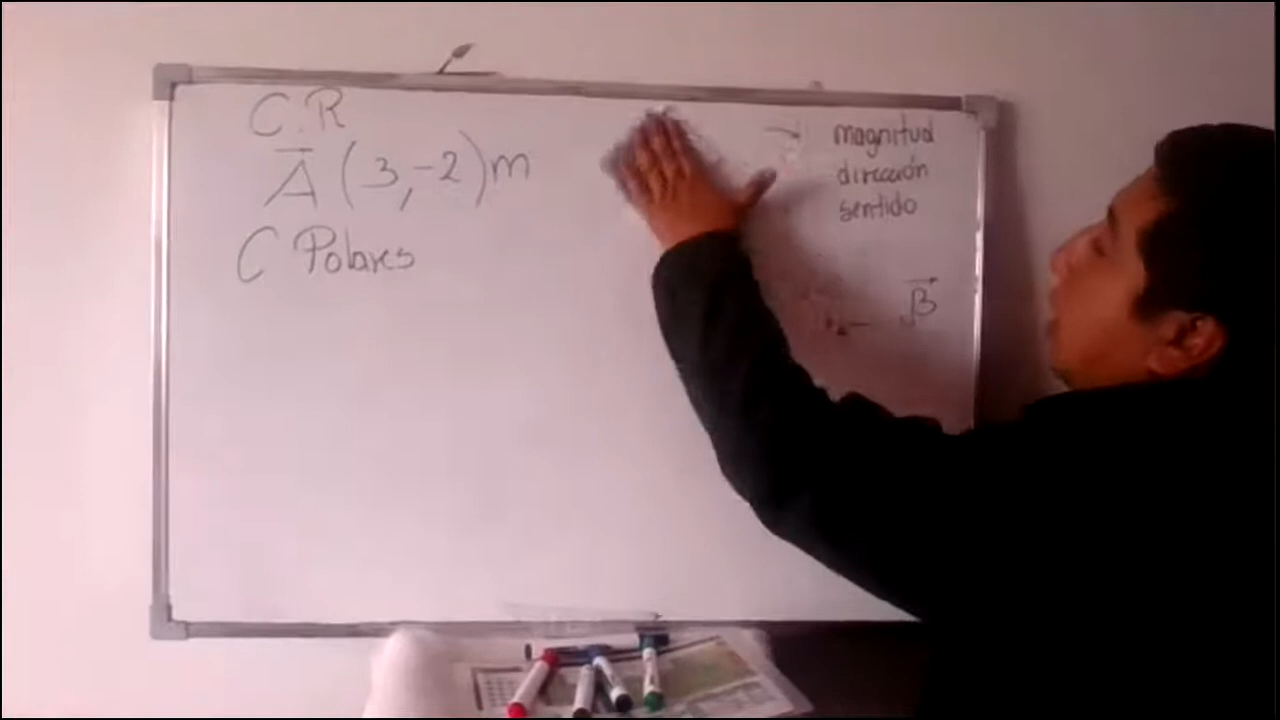 C.R
A (3,-2)m
C Polares
magnitud
dirección
sentido
B